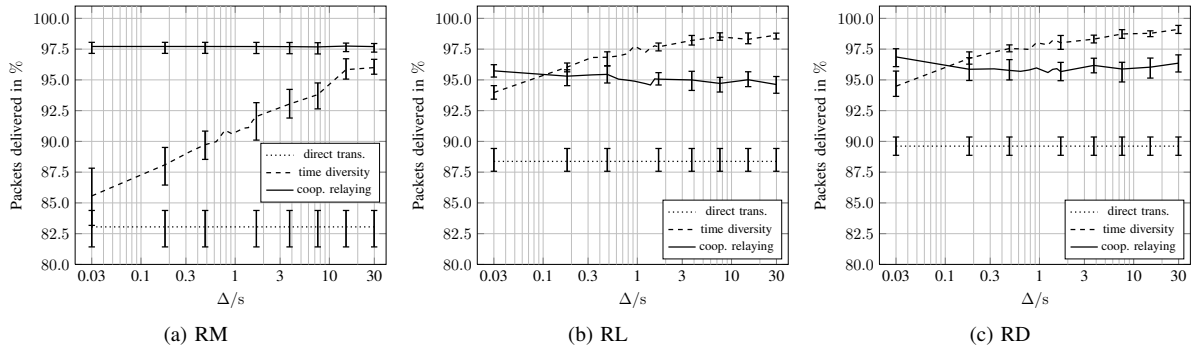 Packets delivered in %
100.0
97.5
95.0
92.5
90.0
87.5
85.0
82.5
80.0
0.03 0.1 0.3 1 3 10 30
Δ/s
direct trans.
time diversity
coop. relaying
(a) RM
Packets delivered in %
100.0
97.5
95.0
92.5
90.0
87.5
85.0
82.5
80.0
0.03 0.1 0.3 1 3 10 30
Δ/s
direct trans.
time diversity
coop. relaying
(b) RL
Packets delivered in %
100.0
97.5
95.0
92.5
90.0
87.5
85.0
82.5
80.0
0.03 0.1 0.3 1 3 10 30
Δ/s
direct trans.
time diversity
coop. relaying
(c) RD